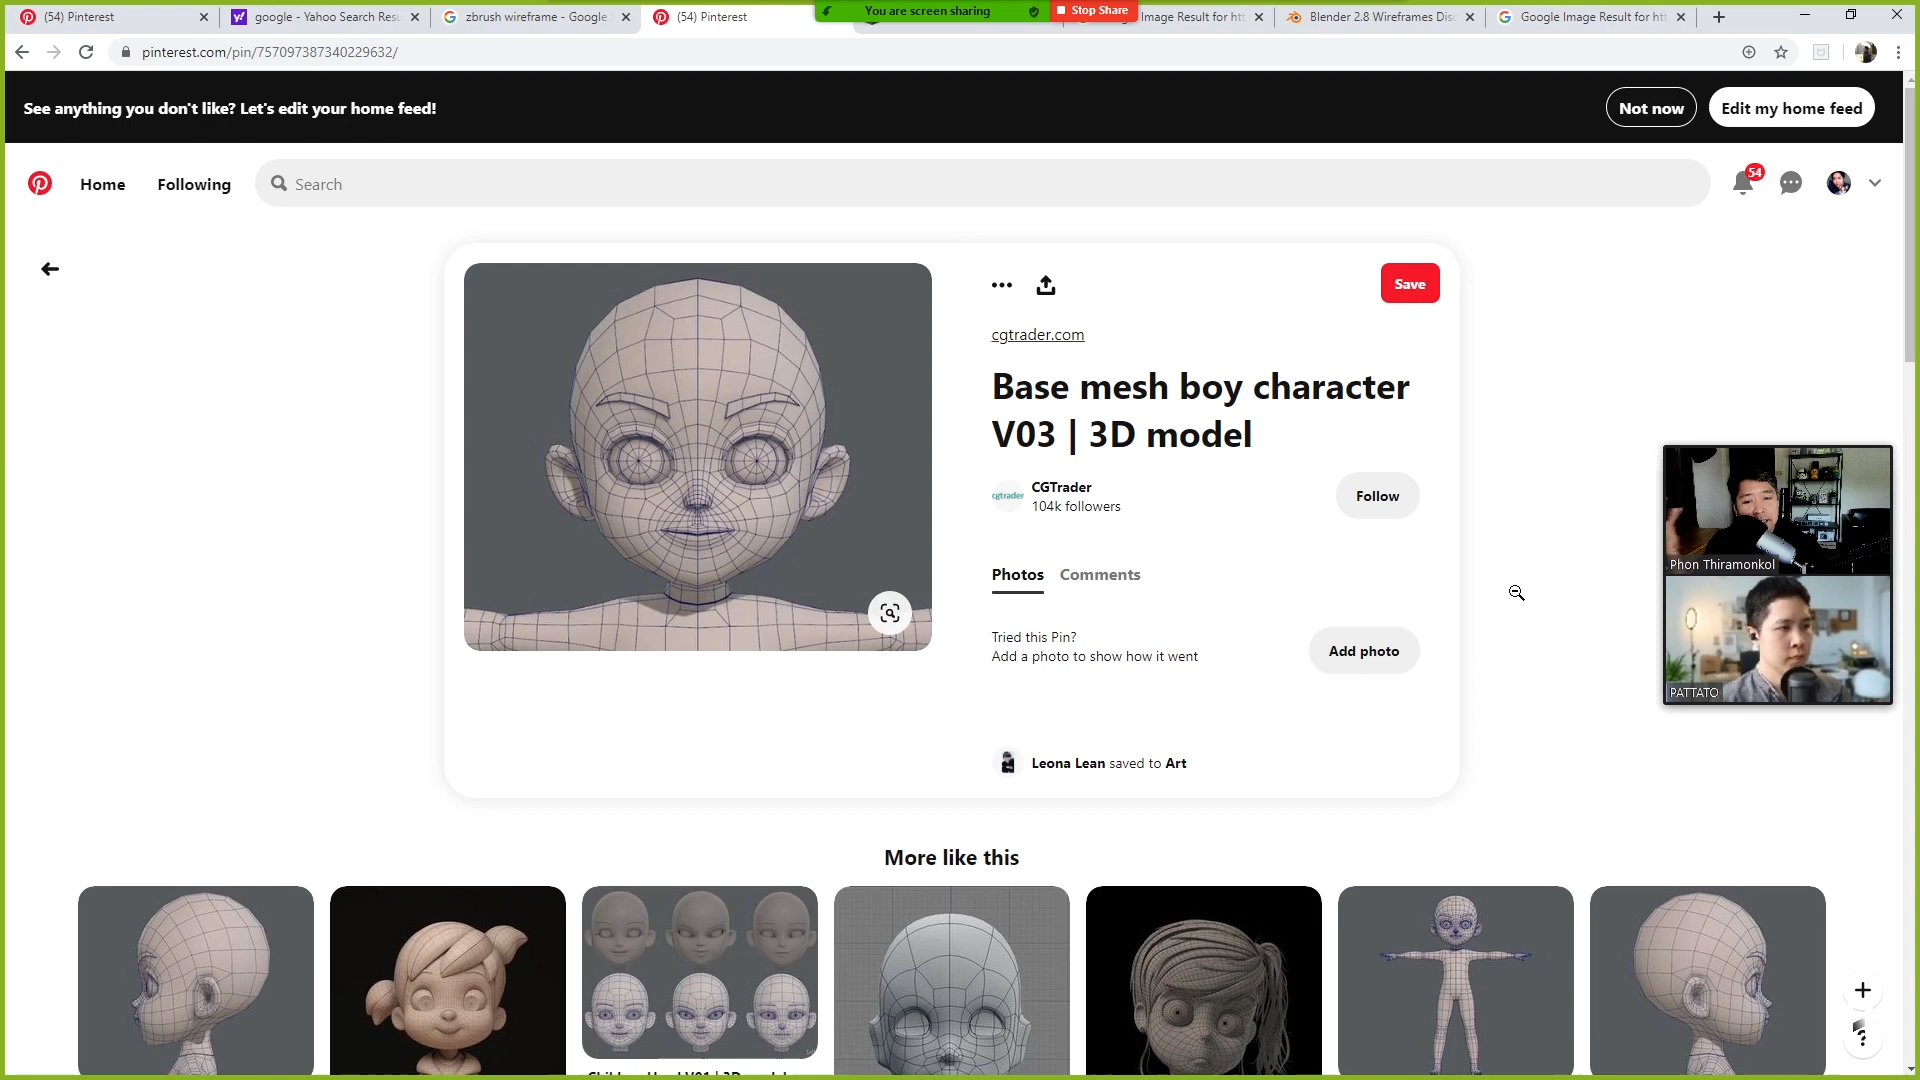 (54) Pinterest
google - Yahoo Search Resu
zbrush wireframe - Google
(54) Pinterest
You are screen sharing
Stop Share
Image Result for htt
Blender 2.8 Wireframes Dis
Google Image Result for htt
pinterest.com/pin/757097387340229632/
See anything you don't like? Let's edit your home feed!
Not now
Edit my home feed
Home
Following
Search
54
Save
cgtrader.com
Base mesh boy character
V03 | 3D model
cgtrader
CGTrader
104k followers
Follow
Photos
Comments
Tried this Pin?
Add a photo to show how it went
Add photo
Phon Thiramonkol
PATTATO
Leona Lean saved to Art
More like this